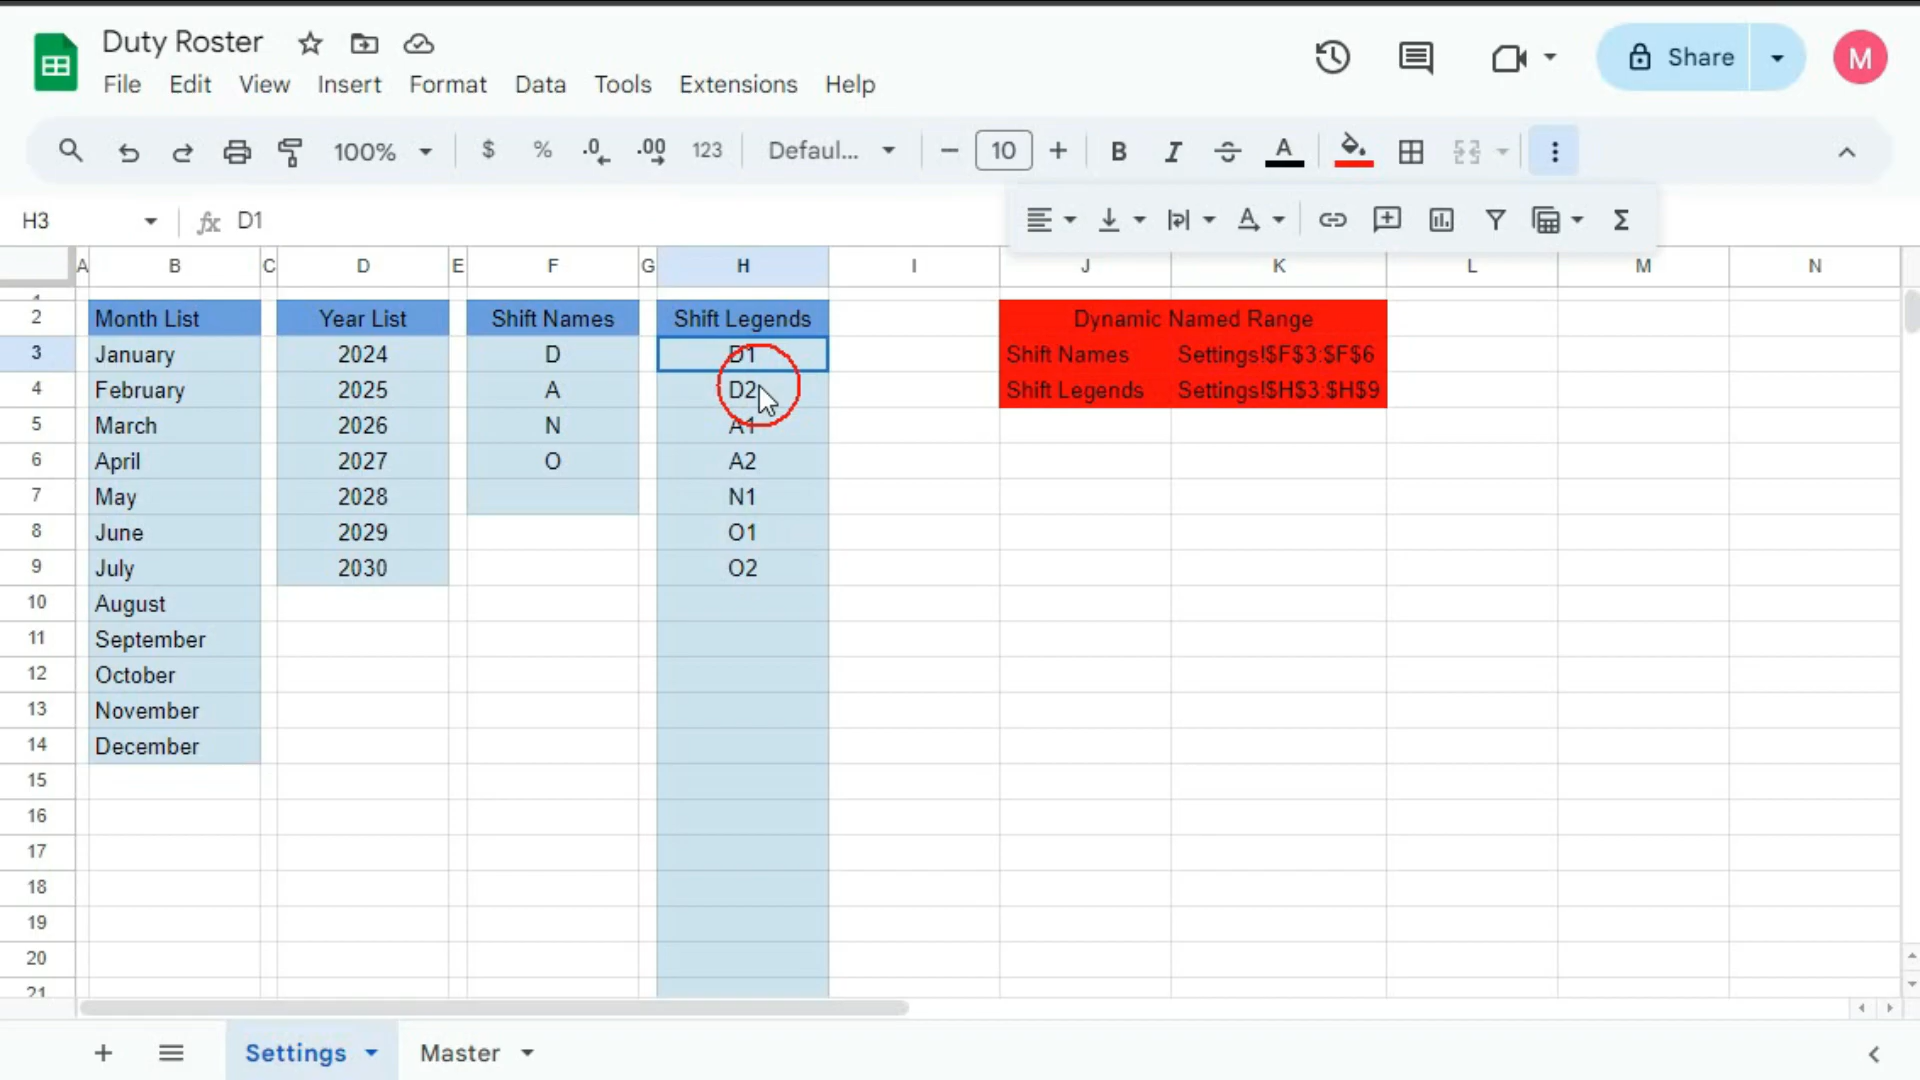 Duty Roster
File Edit View Insert Format Data Tools Extensions Help
Share
M
100% $ % .0 .00 123 Defaul... 10 B I A
H3 fx D1
A B C D E F G H I J K L M N
2 Month List Year List Shift Names Shift Legends Dynamic Named Range
3 January 2024 D D1 Shift Names Settings!$F$3:$F$6
4 February 2025 A D2 Shift Legends Settings!$H$3:$H$9
5 March 2026 N A1
6 April 2027 O A2
7 May 2028 N1
8 June 2029 O1
9 July 2030 O2
10 August
11 September
12 October
13 November
14 December
15
16
17
18
19
20
21
Settings Master